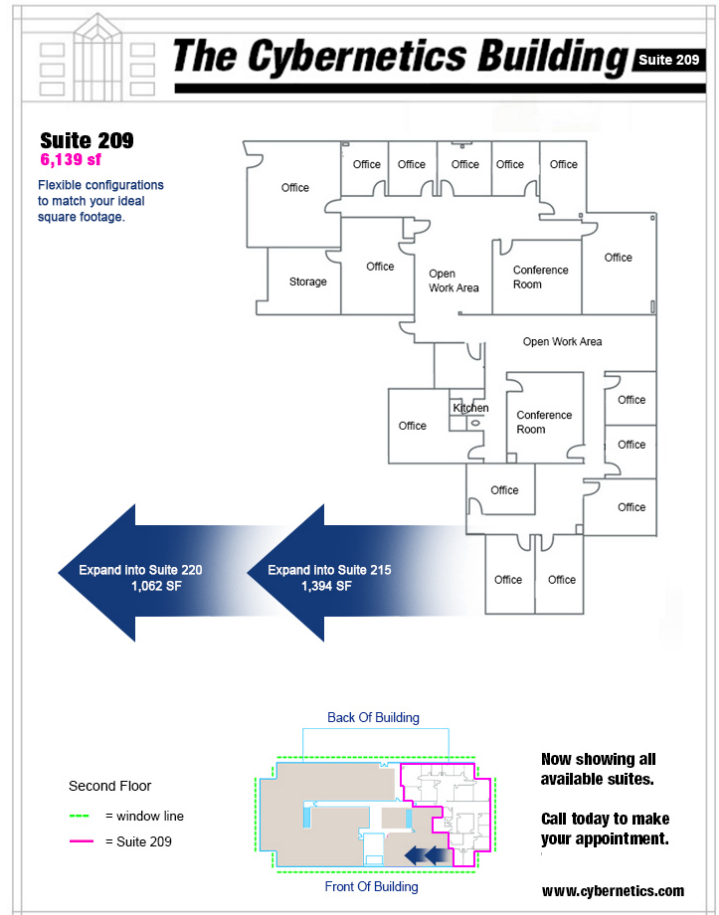 The Cybernetics Building
Suite 209
Suite 209
6,139 sf
Flexible configurations
to match your ideal
square footage.
Office
Office
Office
Office
Office
Office
Storage
Office
Open
Work Area
Conference
Room
Office
Open Work Area
Office
Kitchen
Conference
Room
Office
Office
Office
Office
Office
Office
Expand into Suite 220
1,062 SF
Expand into Suite 215
1,394 SF
Back Of Building
Second Floor
= window line
= Suite 209
Front Of Building
Now showing all
available suites.
Call today to make
your appointment.
www.cybernetics.com